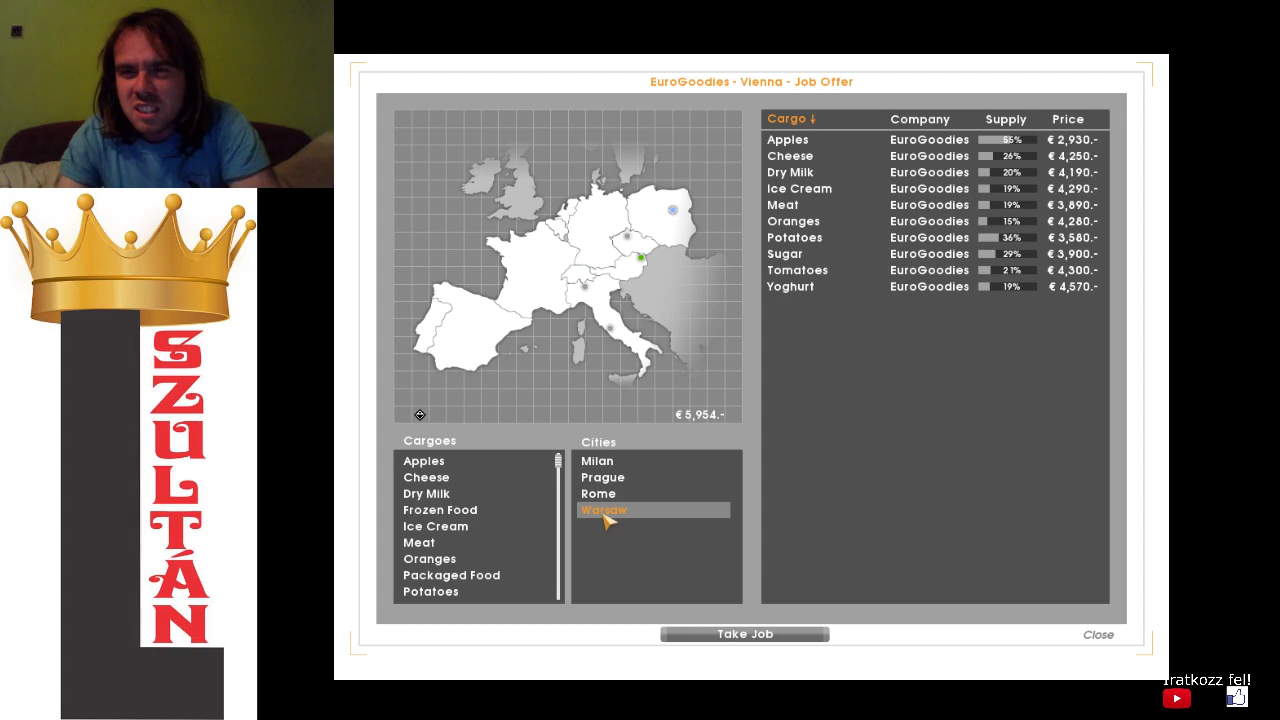 SZULTÁN
EuroGoodies - Vienna - Job Offer
€ 5,954.-
Cargoes
Apples
Cheese
Dry Milk
Frozen Food
Ice Cream
Meat
Oranges
Packaged Food
Potatoes
Cities
Milan
Prague
Rome
Warsaw
Cargo ↓ Company Supply Price
Apples EuroGoodies 55% € 2,930.-
Cheese EuroGoodies 26% € 4,250.-
Dry Milk EuroGoodies 20% € 4,190.-
Ice Cream EuroGoodies 19% € 4,290.-
Meat EuroGoodies 19% € 3,890.-
Oranges EuroGoodies 15% € 4,280.-
Potatoes EuroGoodies 36% € 3,580.-
Sugar EuroGoodies 29% € 3,900.-
Tomatoes EuroGoodies 21% € 4,300.-
Yoghurt EuroGoodies 19% € 4,570.-
Take Job
Close
Iratkozz fel!